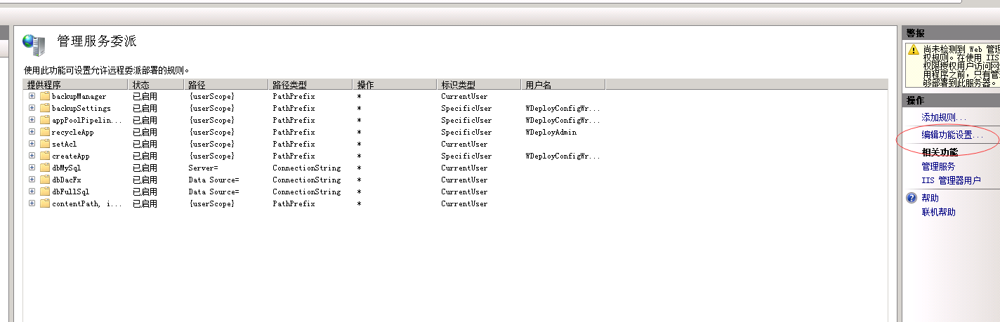 管理服务委派
使用此功能可设置允许远程委派部署的规则。
提供程序 状态 路径 路径类型 操作 标识类型 用户名
backupManager 已启用 {userScope} PathPrefix * CurrentUser
backupSettings 已启用 {userScope} PathPrefix * SpecificUser WDeployConfigWr...
appPoolPipelin... 已启用 {userScope} PathPrefix * SpecificUser WDeployConfigWr...
recycleApp 已启用 {userScope} PathPrefix * SpecificUser WDeployAdmin
setAcl 已启用 {userScope} PathPrefix * CurrentUser
createApp 已启用 {userScope} PathPrefix * SpecificUser WDeployConfigWr...
dbMySql 已启用 Server= ConnectionString * CurrentUser
dbDacFx 已启用 Data Source= ConnectionString * CurrentUser
dbFullSql 已启用 Data Source= ConnectionString * CurrentUser
contentPath, i... 已启用 {userScope} PathPrefix * CurrentUser
警报
尚未检测到 Web 管理
权规则。在使用 IIS
权限授权用户访问网
用程序之前，只有管
够部署到此服务器。
操作
添加规则...
编辑功能设置...
相关功能
管理服务
IIS 管理器用户
帮助
联机帮助